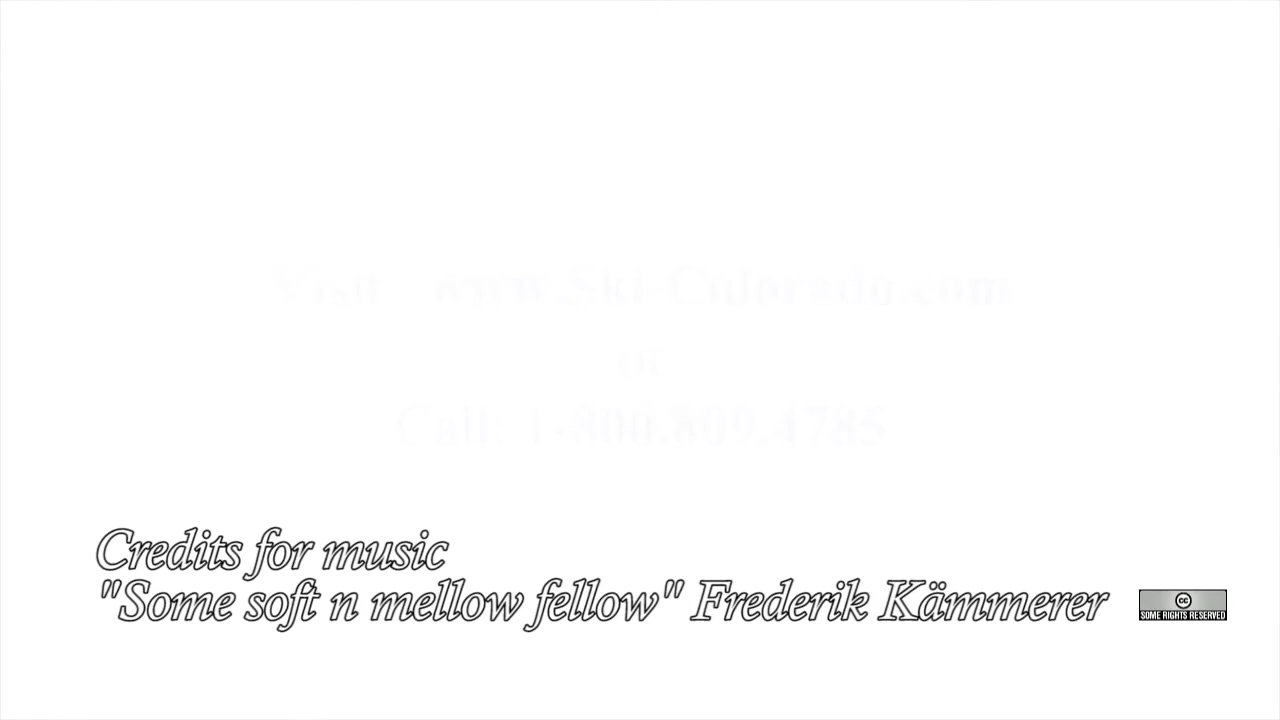 Visit: www.Ski-Colorado.com
or
Call: 1-800.809.4785
Credits for music
"Some soft n mellow fellow" Frederik Kämmerer
cc
SOME RIGHTS RESERVED